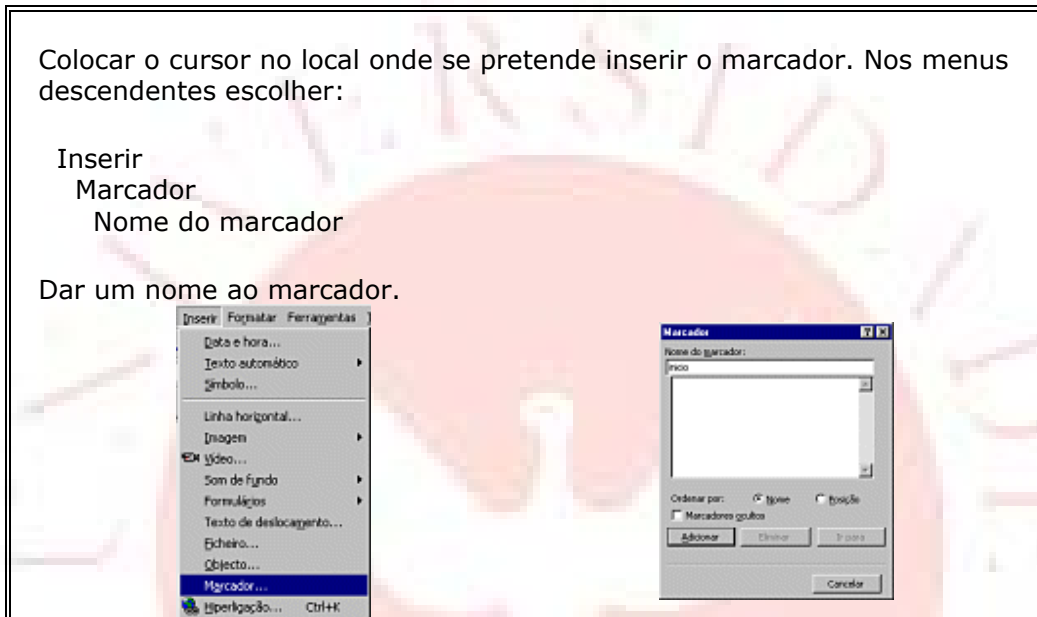 Colocar o cursor no local onde se pretende inserir o marcador. Nos menus
descendentes escolher:
Inserir
Marcador
Nome do marcador
Dar um nome ao marcador.
Inserir Formatar Ferramentas
Data e hora...
Texto automático
Símbolo...
Linha horizontal...
Imagem
Vídeo...
Som de fundo
Formulários
Texto de deslocamento...
Ficheiro...
Objecto...
Marcador...
Hiperligação... Ctrl+K
Marcador
Nome do marcador:
inicio
Ordenar por: Nome Posição
Marcadores ocultos
Adicionar Eliminar Ir para
Cancelar